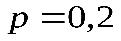 p = 0,2